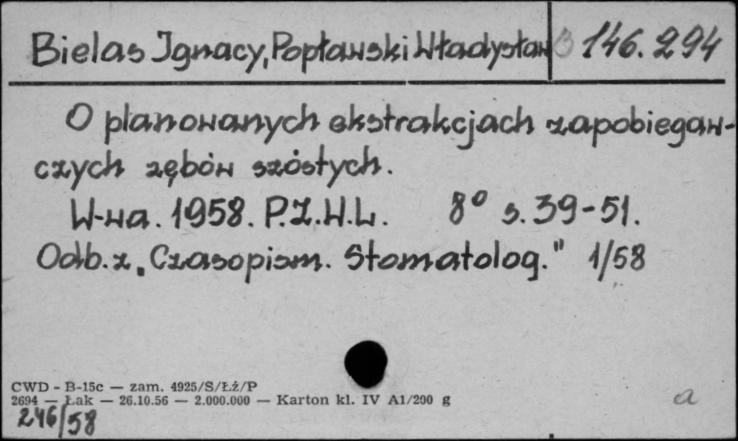 Bielas Ignacy, Popławski Władysław B 146.294
O planowanych ekstrakcjach zapobiegaw-
czych zębów szóstych.
W-wa. 1958. P.Z.W.L. 8° s. 39-51.
Odb. z „Czasopism. Stomatolog." 1/58
CWD - B-15c — zam. 4925/S/Łż/P
2694 — Łak — 26.10.56 — 2.000.000 — Karton kl. IV A1/200 g
246/58
a